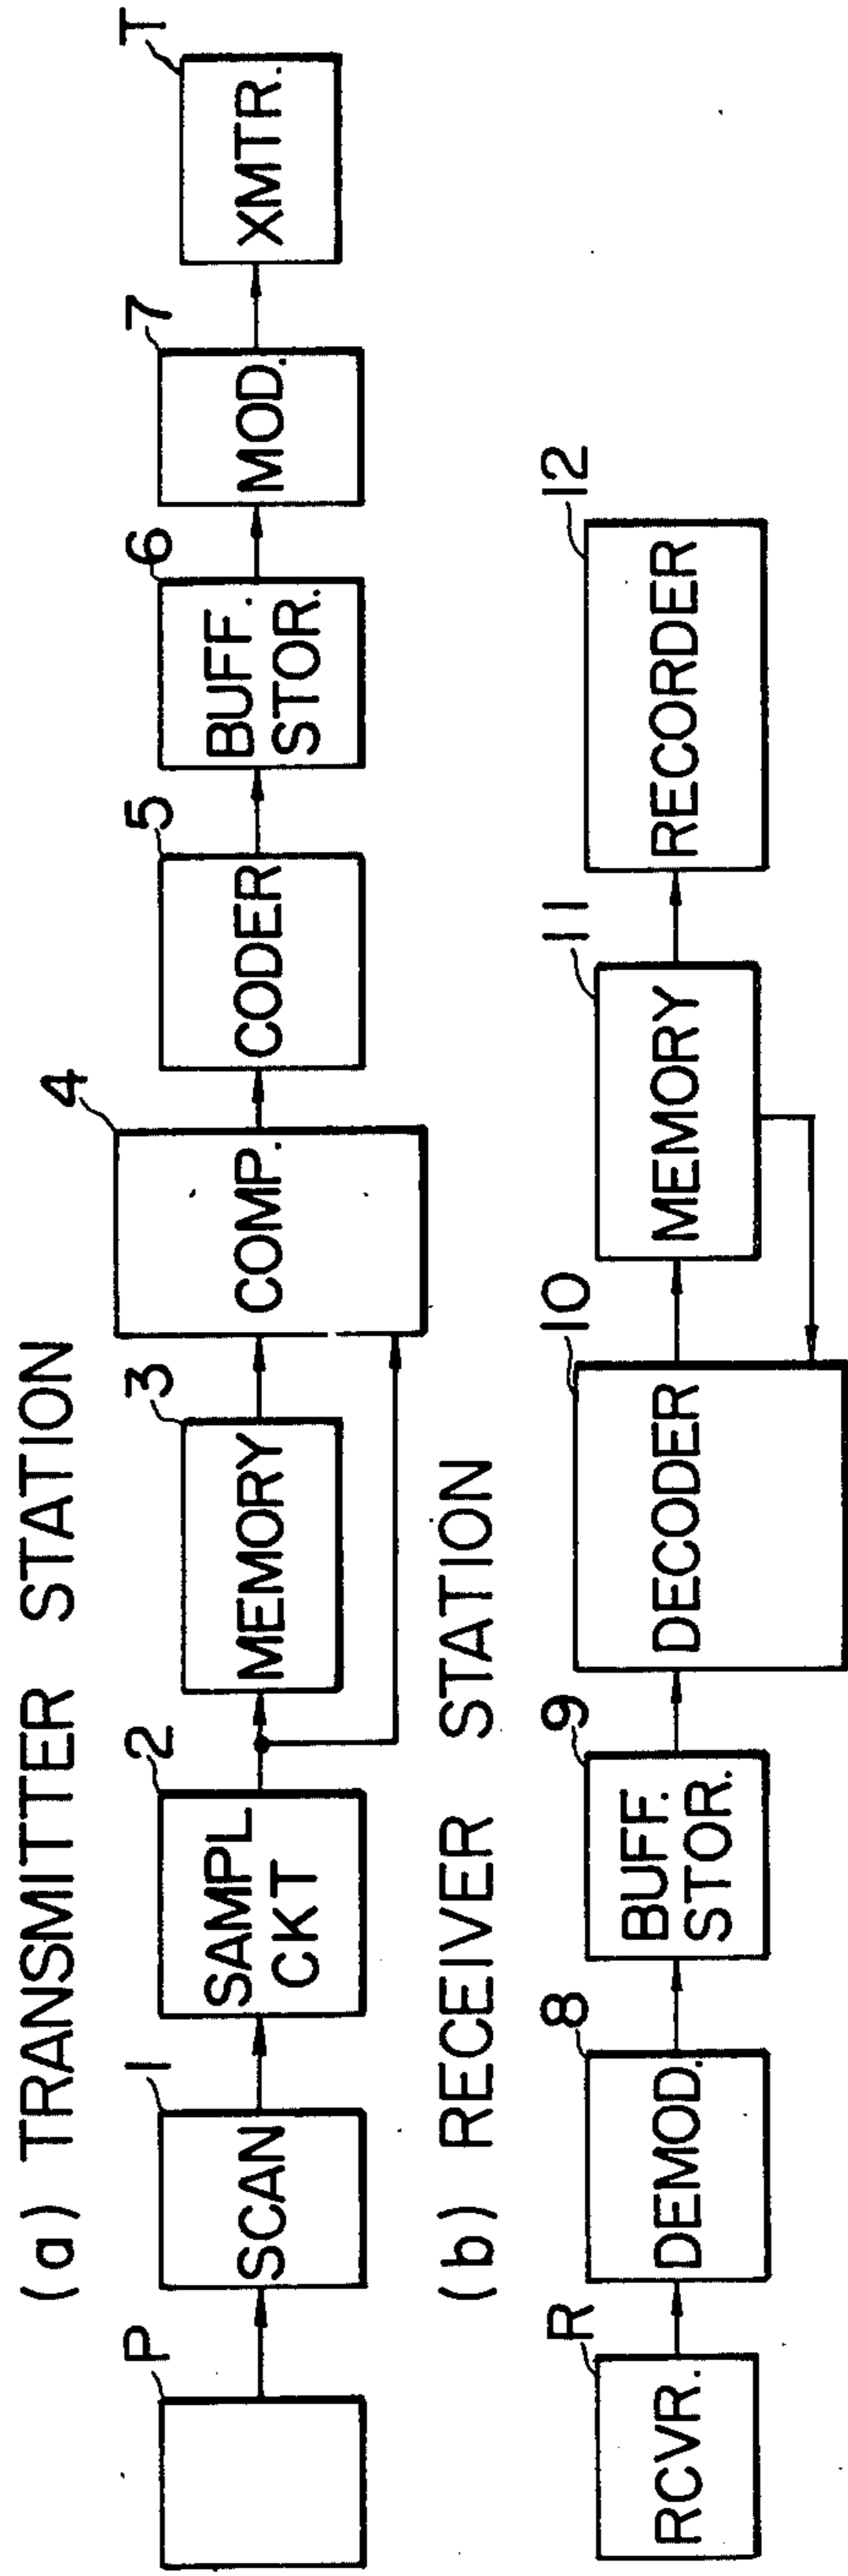 (a) TRANSMITTER STATION
P
1
SCAN
2
SAMPL
CKT
3
MEMORY
4
COMP.
5
CODER
6
BUFF.
STOR.
7
MOD.
T
XMTR.
(b) RECEIVER STATION
R
RCVR.
8
DEMOD.
9
BUFF.
STOR.
10
DECODER
11
MEMORY
12
RECORDER